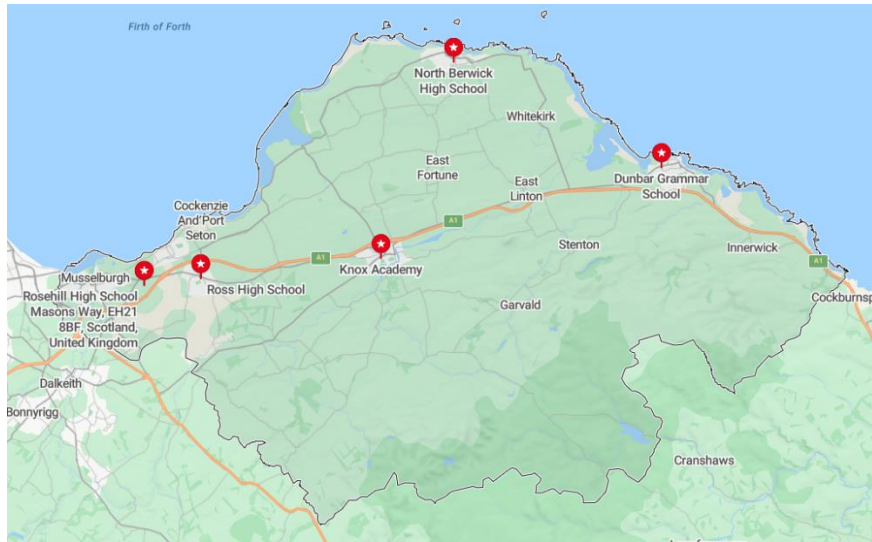 Firth of Forth
North Berwick
High School
Whitekirk
East
Fortune
Dunbar Grammar
School
East
Linton
Cockenzie
And'Port
Seton
A1
A1
Knox Academy
Stenton
Innerwick
A1
Musselburgh
Ross High School
Rosehill High School
Masons Way, EH21
8BF, Scotland,
United Kingdom
Garvald
Cockburnsp
Dalkeith
Bonnyrigg
Cranshaws